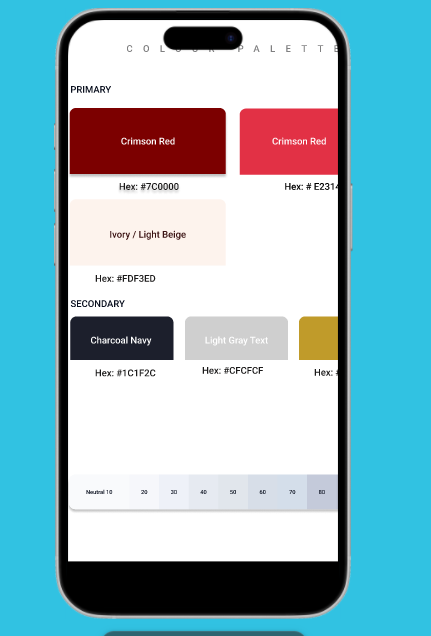 C O L O U R P A L E T T E
PRIMARY
Crimson Red
Crimson Red
Hex: #7C0000
Hex: # E2314
Ivory / Light Beige
Hex: #FDF3ED
SECONDARY
Charcoal Navy
Light Gray Text
Hex: #1C1F2C
Hex: #CFCFCF
Hex: #
Neutral 10 20 30 40 50 60 70 80